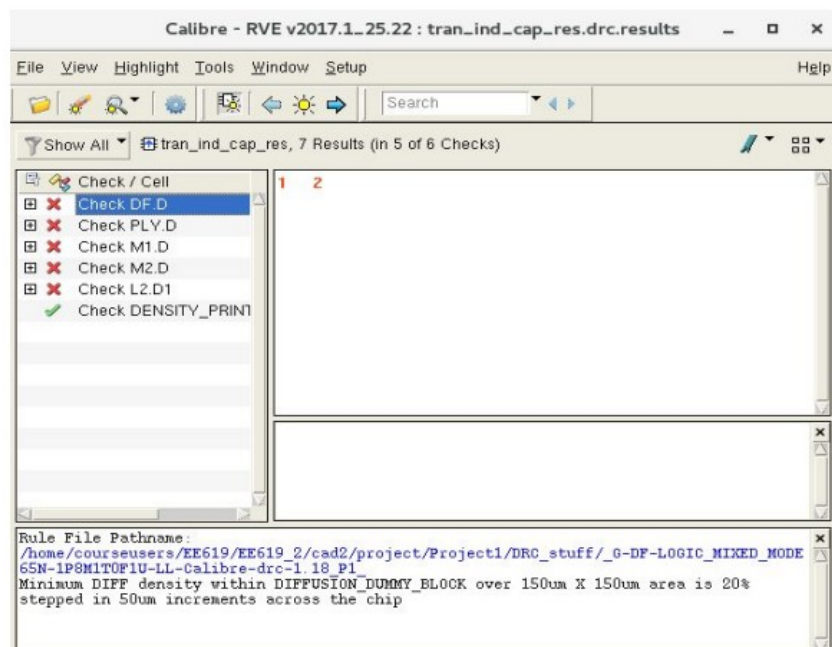 Calibre - RVE v2017.1_25.22 : tran_ind_cap_res.drc.results
File View Highlight Tools Window Setup Help
Search
Show All tran_ind_cap_res, 7 Results (in 5 of 6 Checks)
Check / Cell
Check DF.D
Check PLY.D
Check M1.D
Check M2.D
Check L2.D1
Check DENSITY_PRINT
1 2
Rule File Pathname:
/home/courseusers/EE619/EE619_2/cad2/project/Project1/DRC_stuff/_G-DF-LOGIC_MIXED_MODE
65N-1P8M1T0F1U-LL-Calibre-drc-1.18_P1_
Minimum DIFF density within DIFFUSION_DUMMY_BLOCK over 150um X 150um area is 20%
stepped in 50um increments across the chip